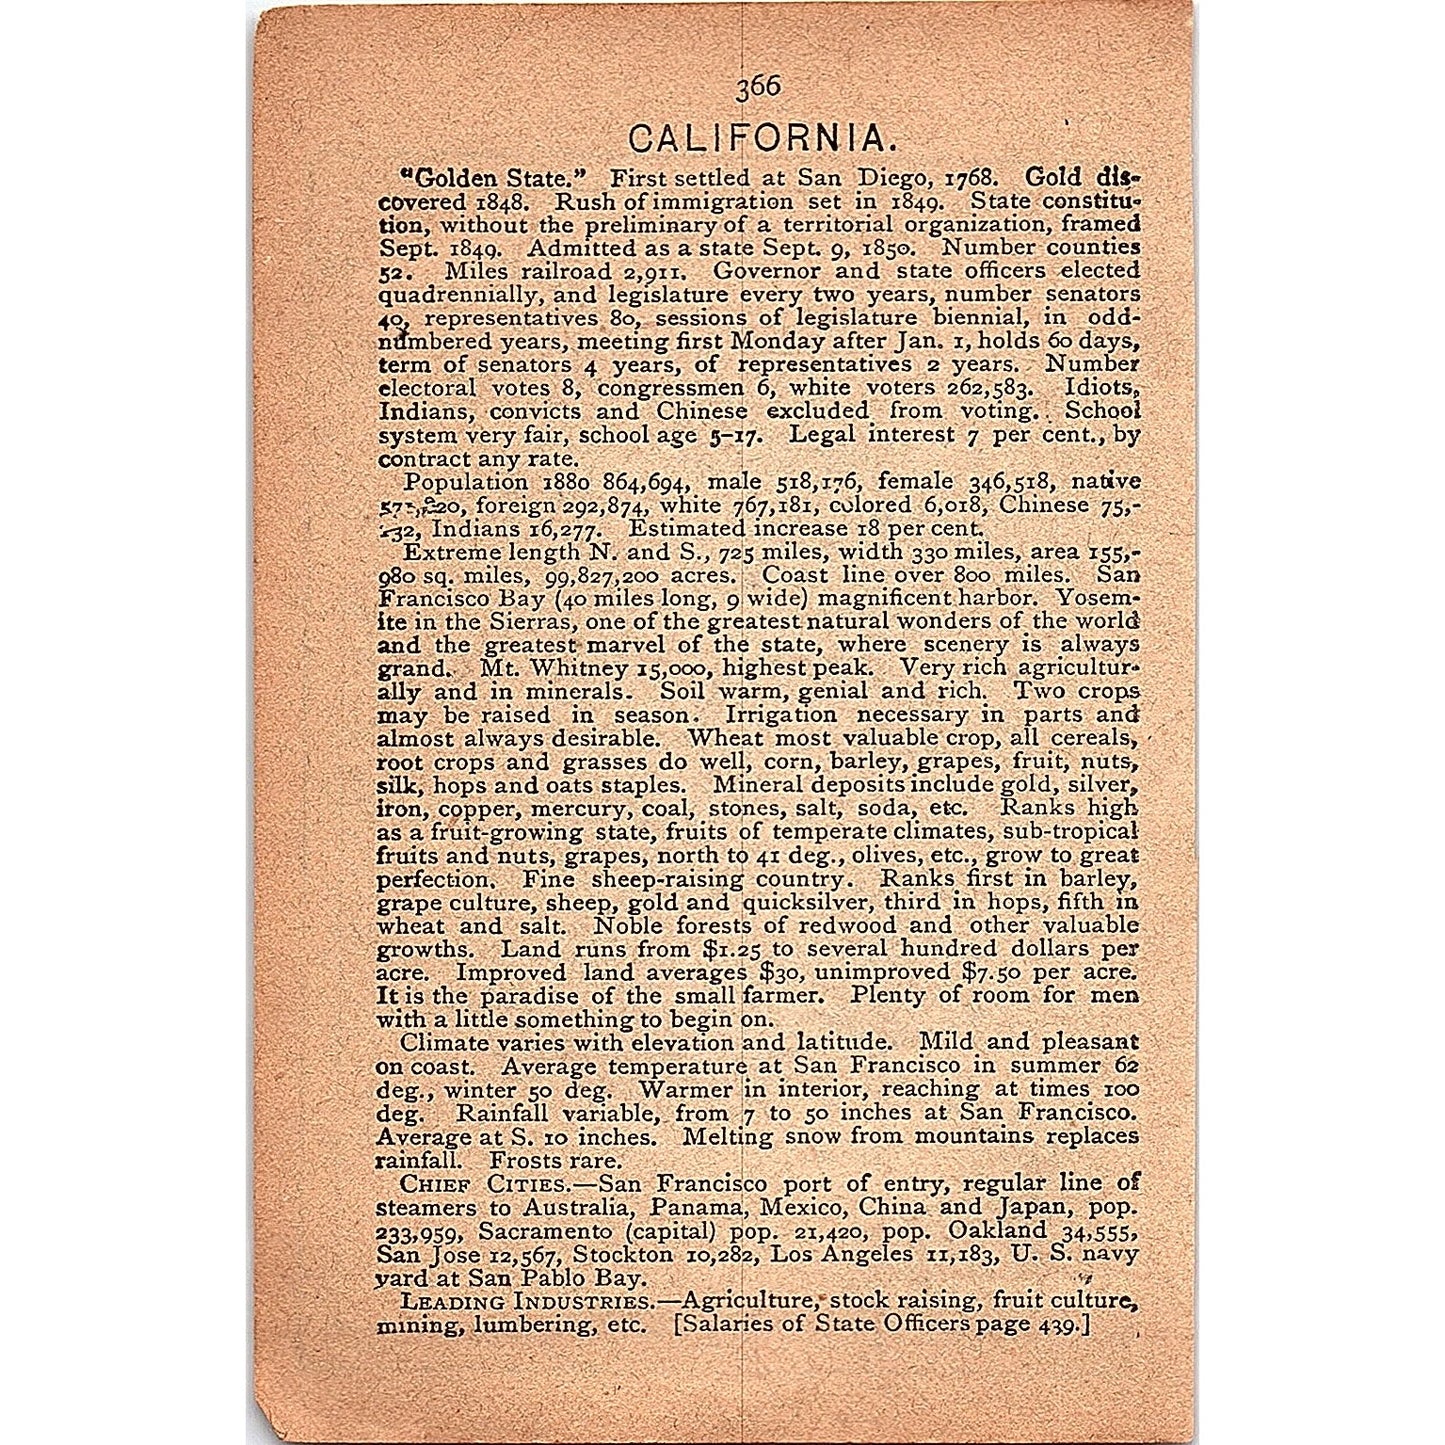 366
CALIFORNIA.
"Golden State." First settled at San Diego, 1768. Gold dis-
covered 1848. Rush of immigration set in 1849. State constitu-
tion, without the preliminary of a territorial organization, framed
Sept. 1849. Admitted as a state Sept. 9, 1850. Number counties
52. Miles railroad 2,911. Governor and state officers elected
quadrennially, and legislature every two years, number senators
40, representatives 80, sessions of legislature biennial, in odd-
numbered years, meeting first Monday after Jan. 1, holds 60 days,
term of senators 4 years, of representatives 2 years. Number
electoral votes 8, congressmen 6, white voters 262,583. Idiots,
Indians, convicts and Chinese excluded from voting. School
system very fair, school age 5-17. Legal interest 7 per cent., by
contract any rate.
Population 1880 864,694, male 518,176, female 346,518, native
foreign 292,874, white 767,181, colored 6,018, Chinese 75,-
Indians 16,277. Estimated increase 18 per cent.
Extreme length N. and S., 725 miles, width 330 miles, area 155,-
980 sq. miles, 99,827,200 acres. Coast line over 800 miles. San
Francisco Bay (40 miles long, 9 wide) magnificent harbor. Yosem-
ite in the Sierras, one of the greatest natural wonders of the world
and the greatest marvel of the state, where scenery is always
grand. Mt. Whitney 15,000, highest peak. Very rich agricultur-
ally and in minerals. Soil warm, genial and rich. Two crops
may be raised in season. Irrigation necessary in parts and
almost always desirable. Wheat most valuable crop, all cereals,
root crops and grasses do well, corn, barley, grapes, fruit, nuts,
silk, hops and oats staples. Mineral deposits include gold, silver,
iron, copper, mercury, coal, stones, salt, soda, etc. Ranks high
as a fruit-growing state, fruits of temperate climates, sub-tropical
fruits and nuts, grapes, north to 41 deg., olives, etc., grow to great
perfection. Fine sheep-raising country. Ranks first in barley,
grape culture, sheep, gold and quicksilver, third in hops, fifth in
wheat and salt. Noble forests of redwood and other valuable
growths. Land runs from $1.25 to several hundred dollars per
acre. Improved land averages $30, unimproved $7.50 per acre.
It is the paradise of the small farmer. Plenty of room for men
with a little something to begin on.
Climate varies with elevation and latitude. Mild and pleasant
on coast. Average temperature at San Francisco in summer 62
deg., winter 50 deg. Warmer in interior, reaching at times 100
deg. Rainfall variable, from 7 to 50 inches at San Francisco.
Average at S. 10 inches. Melting snow from mountains replaces
rainfall. Frosts rare.
CHIEF CITIES.—San Francisco port of entry, regular line of
steamers to Australia, Panama, Mexico, China and Japan, pop.
233,959, Sacramento (capital) pop. 21,420, pop. Oakland 34,555,
San Jose 12,567, Stockton 10,282, Los Angeles 11,183, U. S. navy
yard at San Pablo Bay.
LEADING INDUSTRIES.—Agriculture, stock raising, fruit culture,
mining, lumbering, etc. [Salaries of State Officers page 439.]